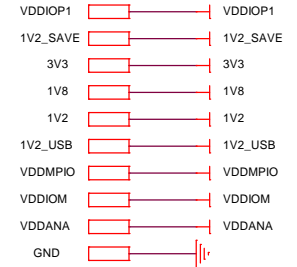 VDDIOP1 VDDIOP1
1V2_SAVE 1V2_SAVE
3V3 3V3
1V8 1V8
1V2 1V2
1V2_USB 1V2_USB
VDDMPIO VDDMPIO
VDDIOM VDDIOM
VDDANA VDDANA
GND